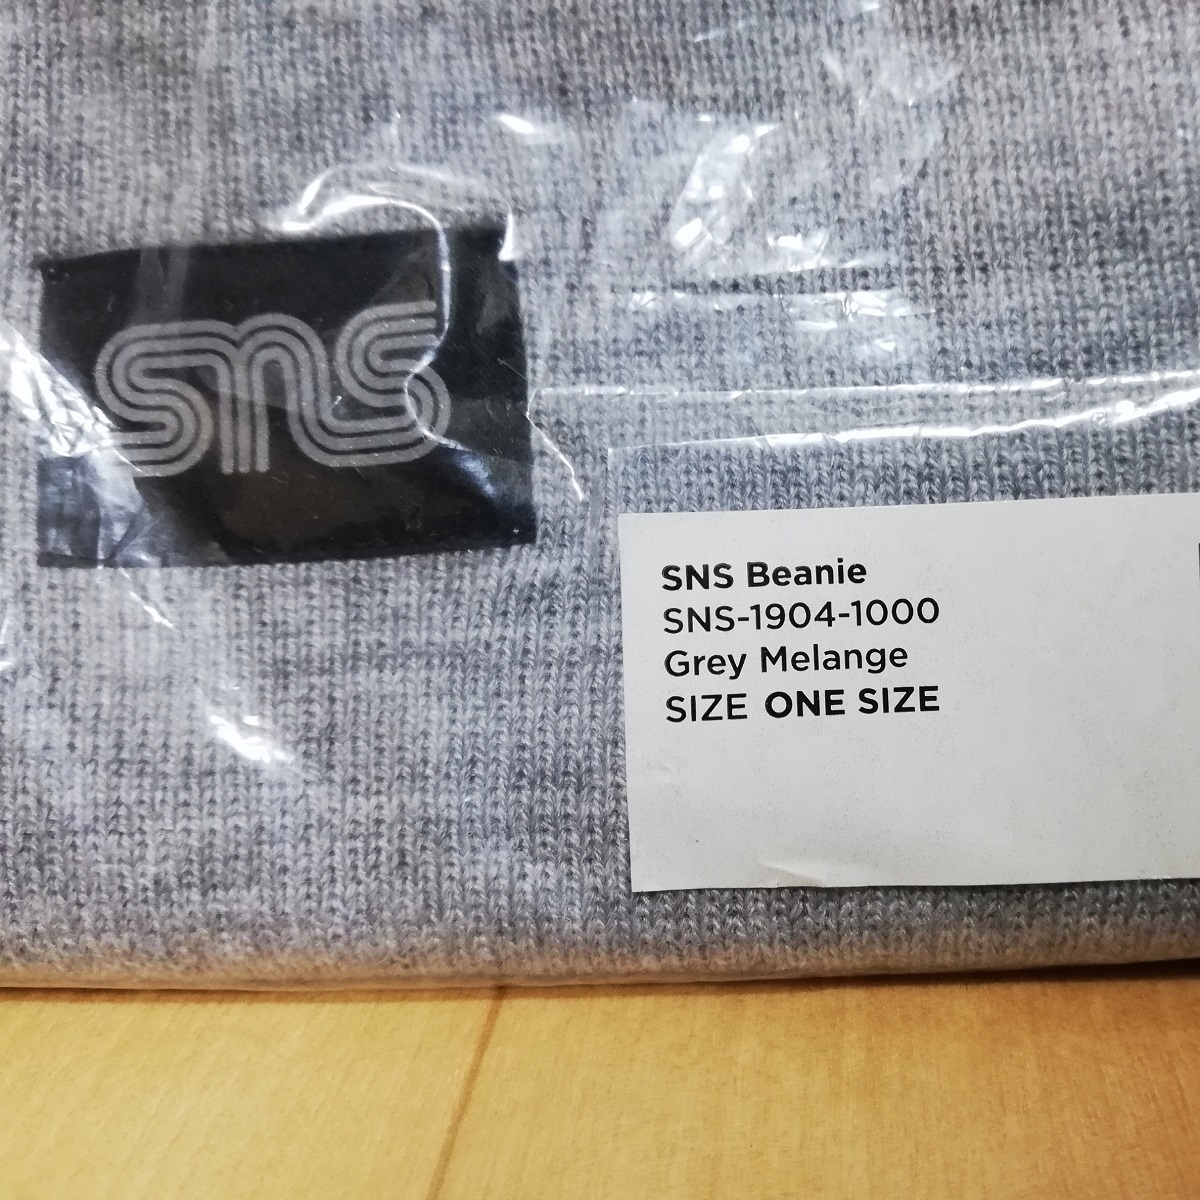 sns
SNS Beanie
SNS-1904-1000
Grey Melange
SIZE ONE SIZE